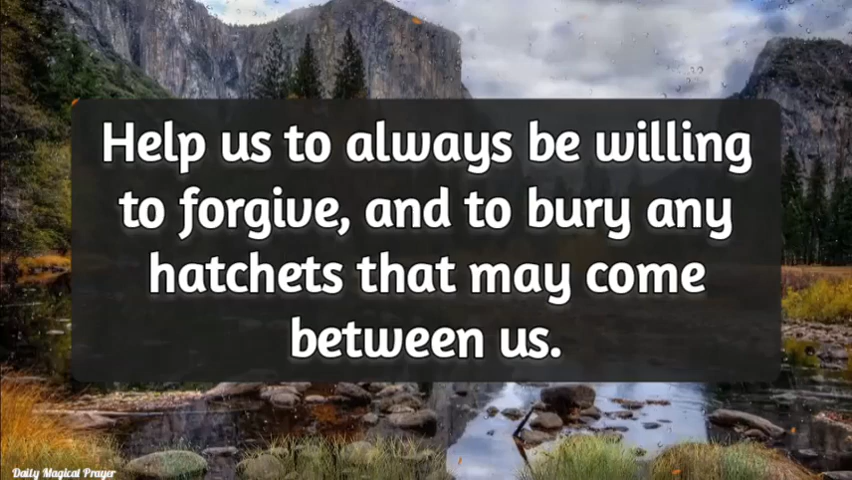 Help us to always be willing
to forgive, and to bury any
hatchets that may come
between us.
Daily Magical Prayer